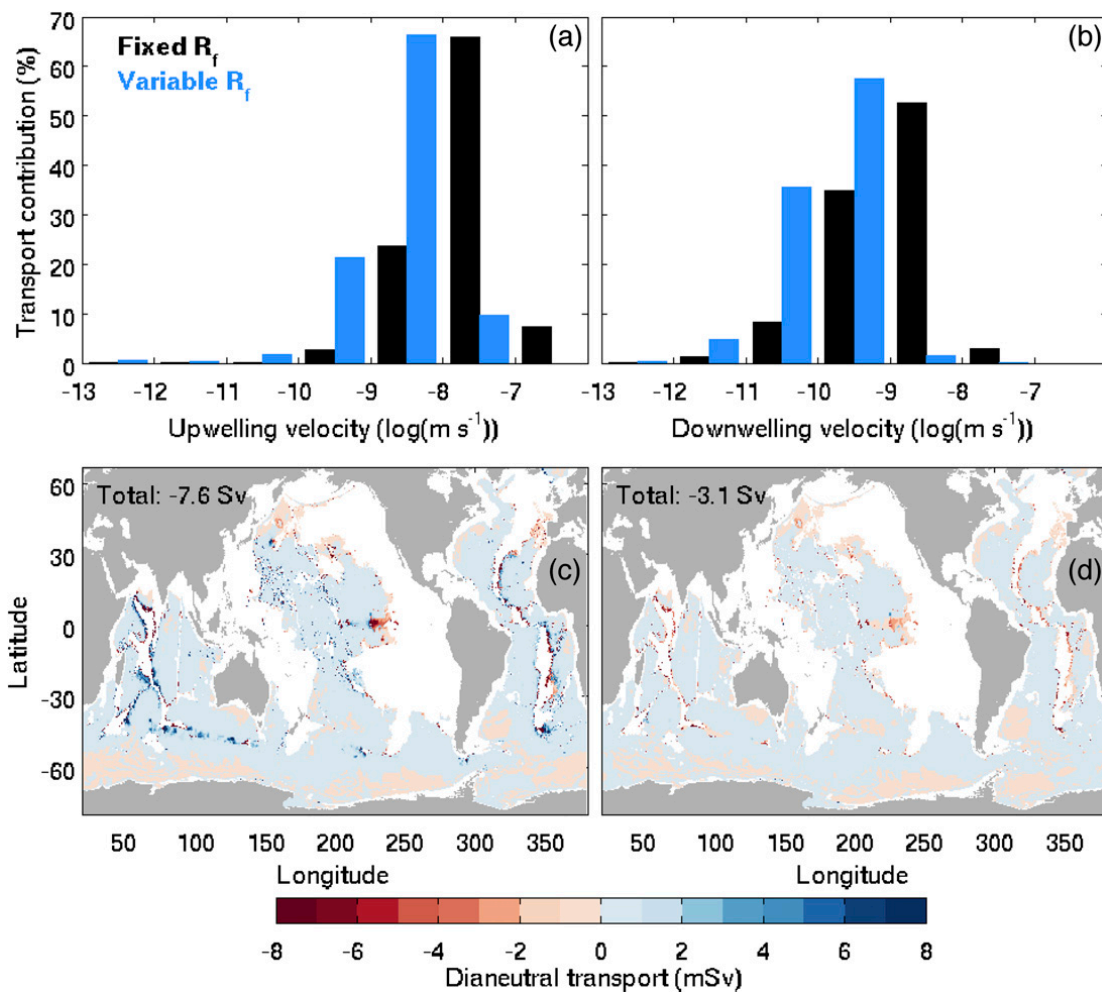 70
60
50
40
30
20
10
0
Transport contribution (%)
Fixed R_f
Variable R_f
(a)
(b)
-13 -12 -11 -10 -9 -8 -7
-13 -12 -11 -10 -9 -8 -7
Upwelling velocity (log(m s⁻¹))
Downwelling velocity (log(m s⁻¹))
60
30
0
-30
-60
Latitude
Total: -7.6 Sv
(c)
Total: -3.1 Sv
(d)
50 100 150 200 250 300 350
50 100 150 200 250 300 350
Longitude
Longitude
-8 -6 -4 -2 0 2 4 6 8
Dianeutral transport (mSv)